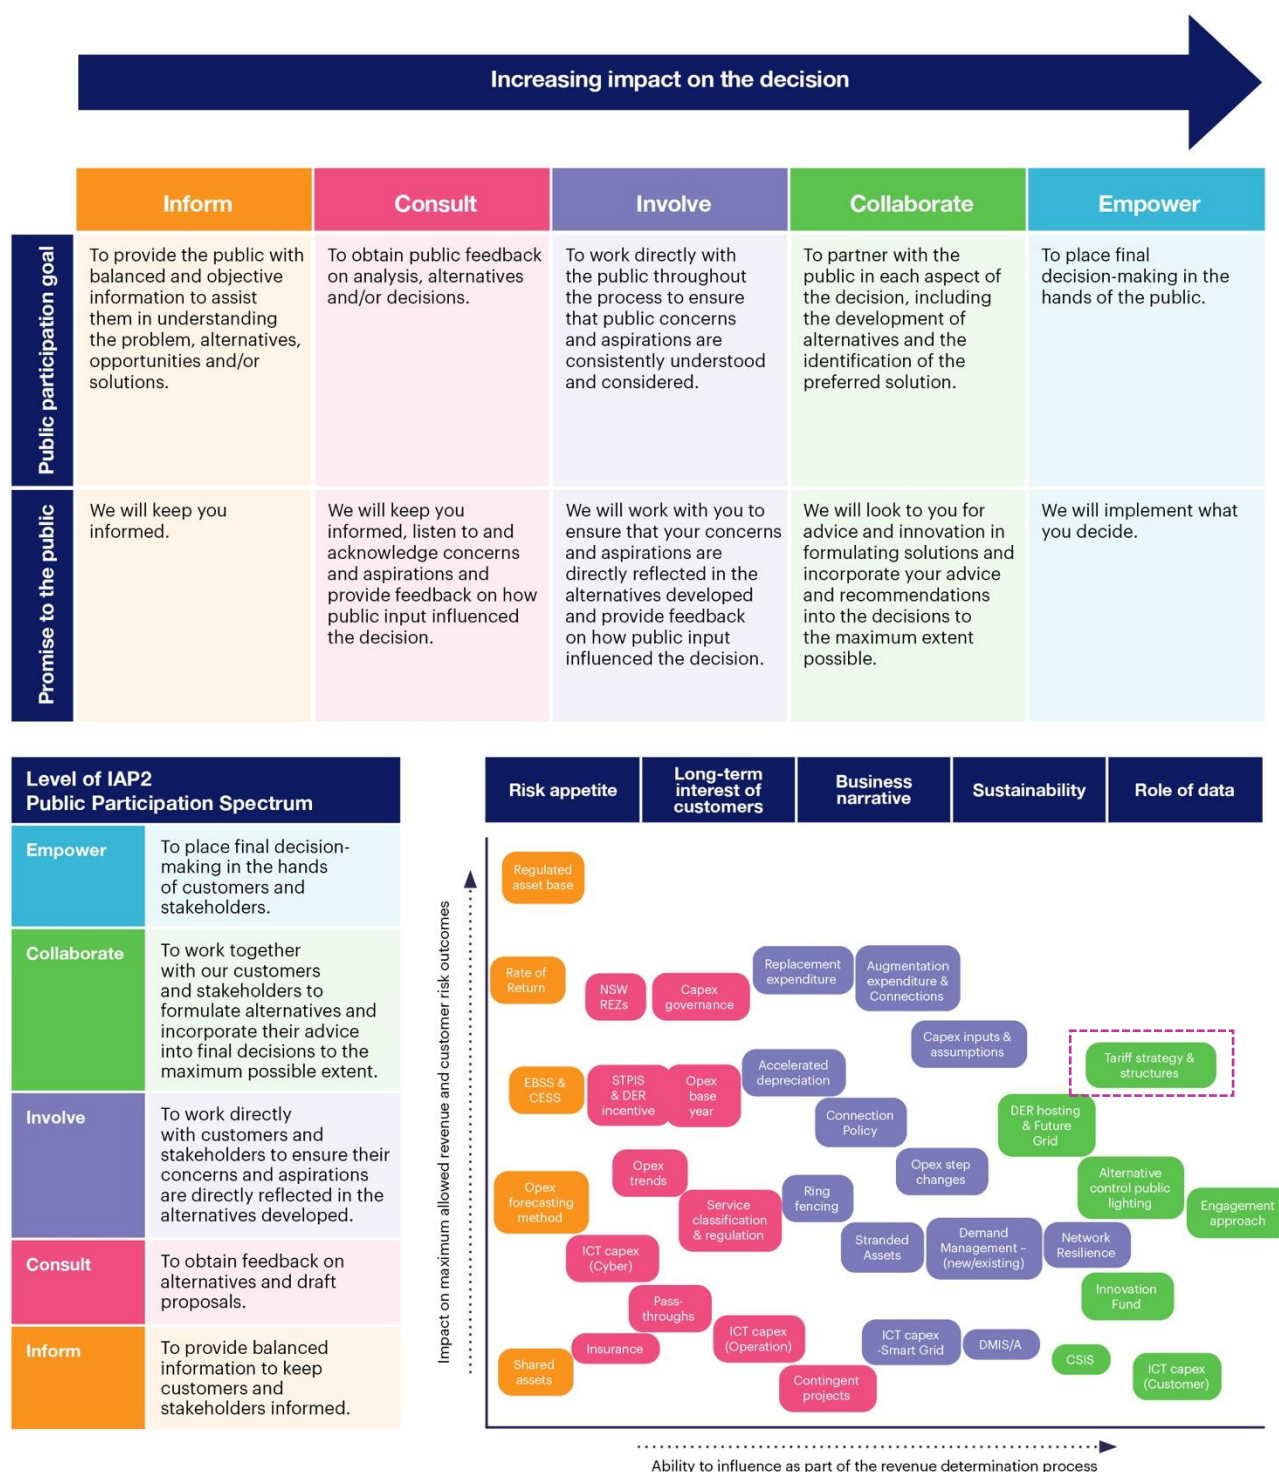 Increasing impact on the decision
Inform
Consult
Involve
Collaborate
Empower
Public participation goal
To provide the public with
balanced and objective
information to assist
them in understanding
the problem, alternatives,
opportunities and/or
solutions.
To obtain public feedback
on analysis, alternatives
and/or decisions.
To work directly with
the public throughout
the process to ensure
that public concerns
and aspirations are
consistently understood
and considered.
To partner with the
public in each aspect of
the decision, including
the development of
alternatives and the
identification of the
preferred solution.
To place final
decision-making in the
hands of the public.
Promise to the public
We will keep you
informed.
We will keep you
informed, listen to and
acknowledge concerns
and aspirations and
provide feedback on how
public input influenced
the decision.
We will work with you to
ensure that your concerns
and aspirations are
directly reflected in the
alternatives developed
and provide feedback
on how public input
influenced the decision.
We will look to you for
advice and innovation in
formulating solutions and
incorporate your advice
and recommendations
into the decisions to
the maximum extent
possible.
We will implement what
you decide.
Level of IAP2
Public Participation Spectrum
Empower
To place final decision-
making in the hands
of customers and
stakeholders.
Collaborate
To work together
with our customers
and stakeholders to
formulate alternatives and
incorporate their advice
into final decisions to the
maximum possible extent.
Involve
To work directly
with customers and
stakeholders to ensure their
concerns and aspirations
are directly reflected in the
alternatives developed.
Consult
To obtain feedback on
alternatives and draft
proposals.
Inform
To provide balanced
information to keep
customers and
stakeholders informed.
Risk appetite
Long-term
interest of
customers
Business
narrative
Sustainability
Role of data
Impact on maximum allowed revenue and customer risk outcomes
Regulated
asset base
Rate of
Return
NSW
REZs
Capex
governance
Replacement
expenditure
Augmentation
expenditure &
Connections
Capex inputs &
assumptions
Tariff strategy &
structures
EBSS &
CESS
STPIS
& DER
incentive
Opex
base
year
Accelerated
depreciation
Connection
Policy
DER hosting
& Future
Grid
Opex
trends
Opex step
changes
Alternative
control public
lighting
Opex
forecasting
method
Service
classification
& regulation
Ring
fencing
Engagement
approach
ICT capex
(Cyber)
Stranded
Assets
Demand
Management –
(new/existing)
Network
Resilience
Pass-
throughs
Innovation
Fund
Insurance
ICT capex
(Operation)
ICT capex
-Smart Grid
DMIS/A
CSIS
Shared
assets
Contingent
projects
ICT capex
(Customer)
Ability to influence as part of the revenue determination process